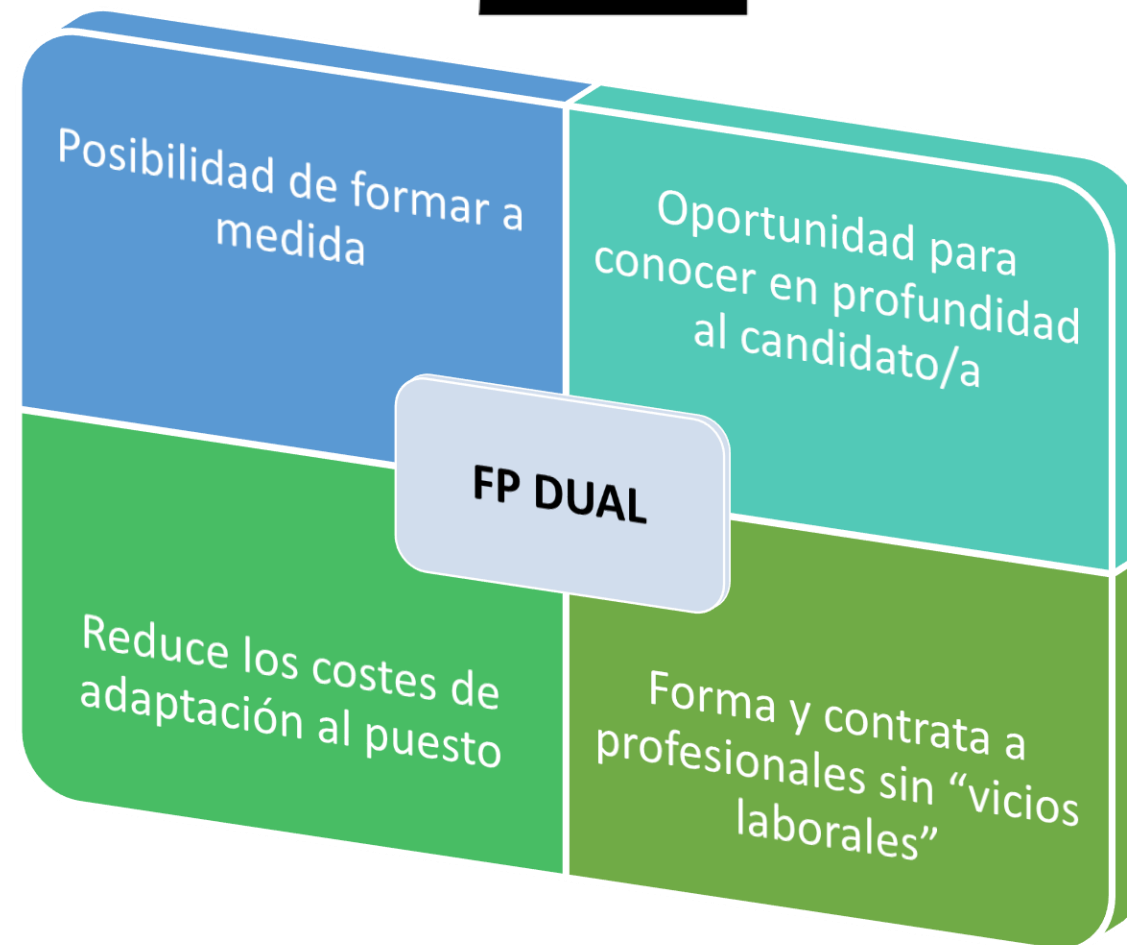 Posibilidad de formar a
medida
Oportunidad para
conocer en profundidad
al candidato/a
FP DUAL
Reduce los costes de
adaptación al puesto
Forma y contrata a
profesionales sin “vicios
laborales”